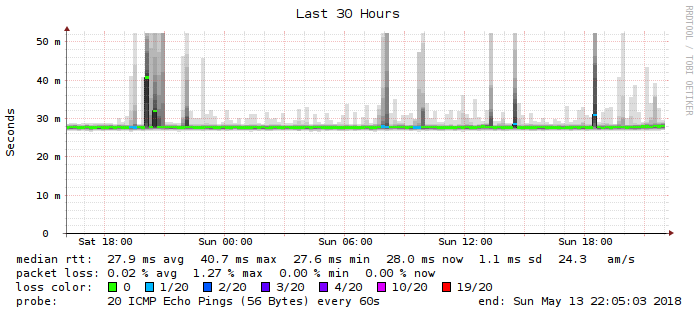 Last 30 Hours
RRDTOOL / TOBI OETIKER
Seconds
50 m
40 m
30 m
20 m
10 m
0
Sat 18:00 Sun 00:00 Sun 06:00 Sun 12:00 Sun 18:00
median rtt: 27.9 ms avg 40.7 ms max 27.6 ms min 28.0 ms now 1.1 ms sd 24.3 am/s
packet loss: 0.02 % avg 1.27 % max 0.00 % min 0.00 % now
loss color: 0 1/20 2/20 3/20 4/20 10/20 19/20
probe: 20 ICMP Echo Pings (56 Bytes) every 60s end: Sun May 13 22:05:03 2018